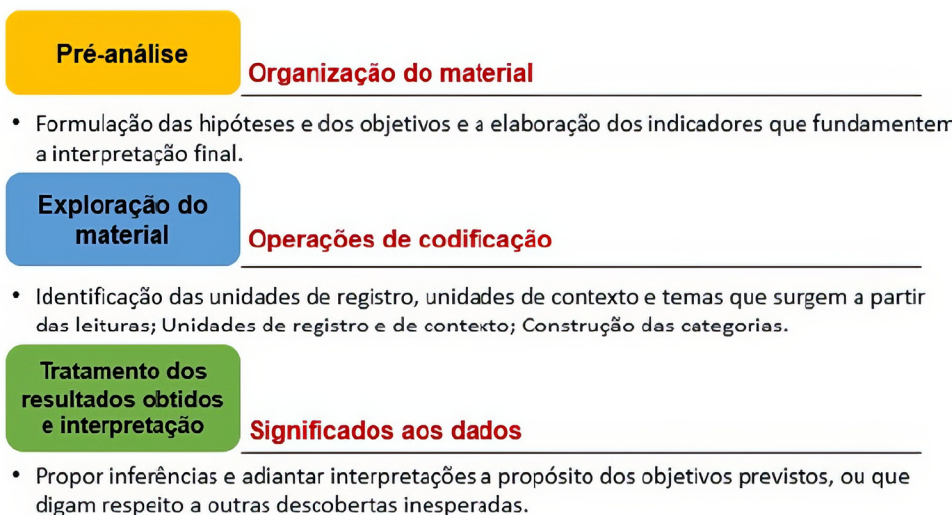 Pré-análise
Organização do material
• Formulação das hipóteses e dos objetivos e a elaboração dos indicadores que fundamentem
a interpretação final.
Exploração do
material
Operações de codificação
• Identificação das unidades de registro, unidades de contexto e temas que surgem a partir
das leituras; Unidades de registro e de contexto; Construção das categorias.
Tratamento dos
resultados obtidos
e interpretação
Significados aos dados
• Propor inferências e adiantar interpretações a propósito dos objetivos previstos, ou que
digam respeito a outras descobertas inesperadas.